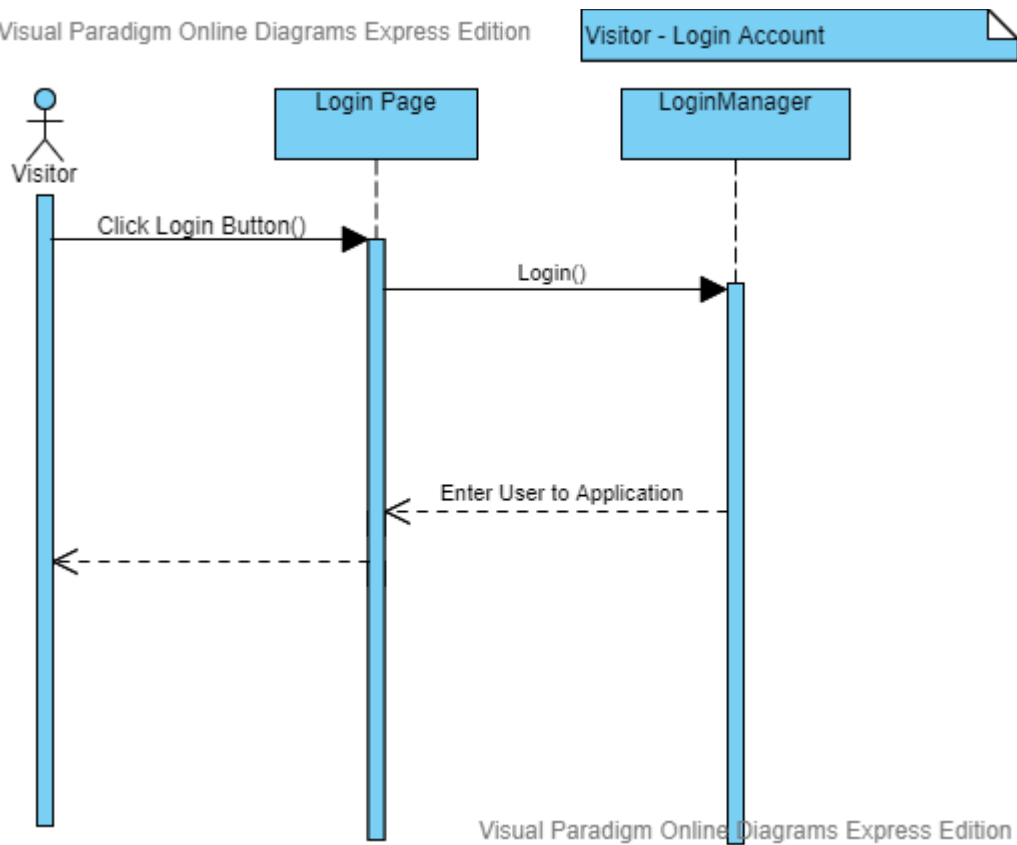 Visual Paradigm Online Diagrams Express Edition
Visitor - Login Account
Login Page
LoginManager
Visitor
Click Login Button()
Login()
Enter User to Application
Visual Paradigm Online Diagrams Express Edition